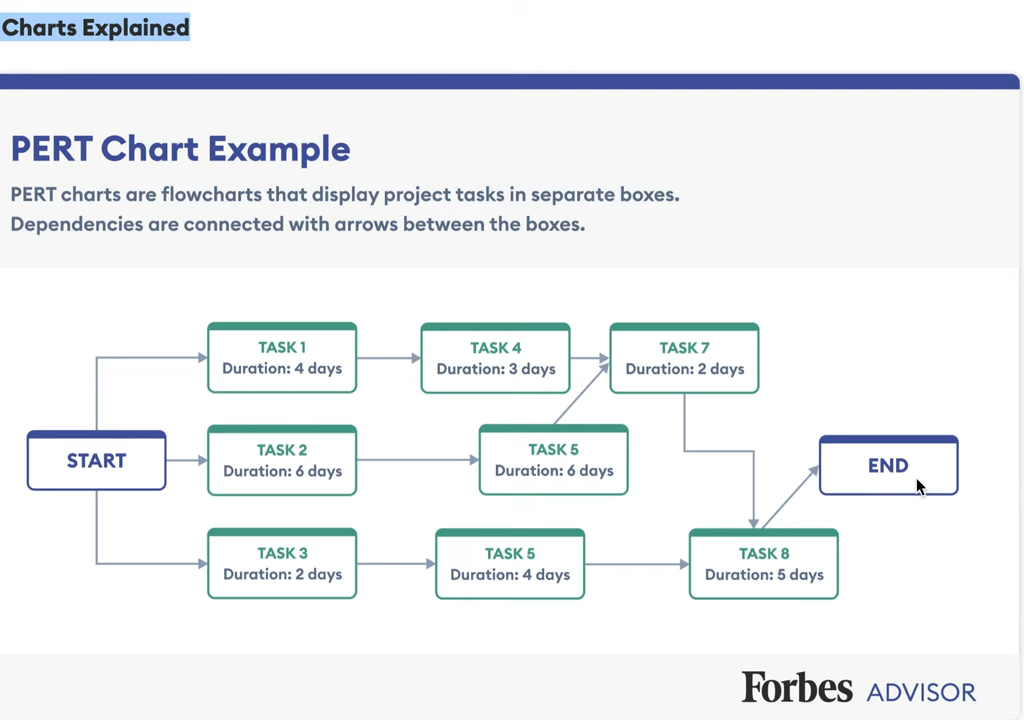 Charts Explained
PERT Chart Example
PERT charts are flowcharts that display project tasks in separate boxes.
Dependencies are connected with arrows between the boxes.
TASK 1
Duration: 4 days
TASK 4
Duration: 3 days
TASK 7
Duration: 2 days
START
TASK 2
Duration: 6 days
TASK 5
Duration: 6 days
END
TASK 3
Duration: 2 days
TASK 5
Duration: 4 days
TASK 8
Duration: 5 days
Forbes ADVISOR